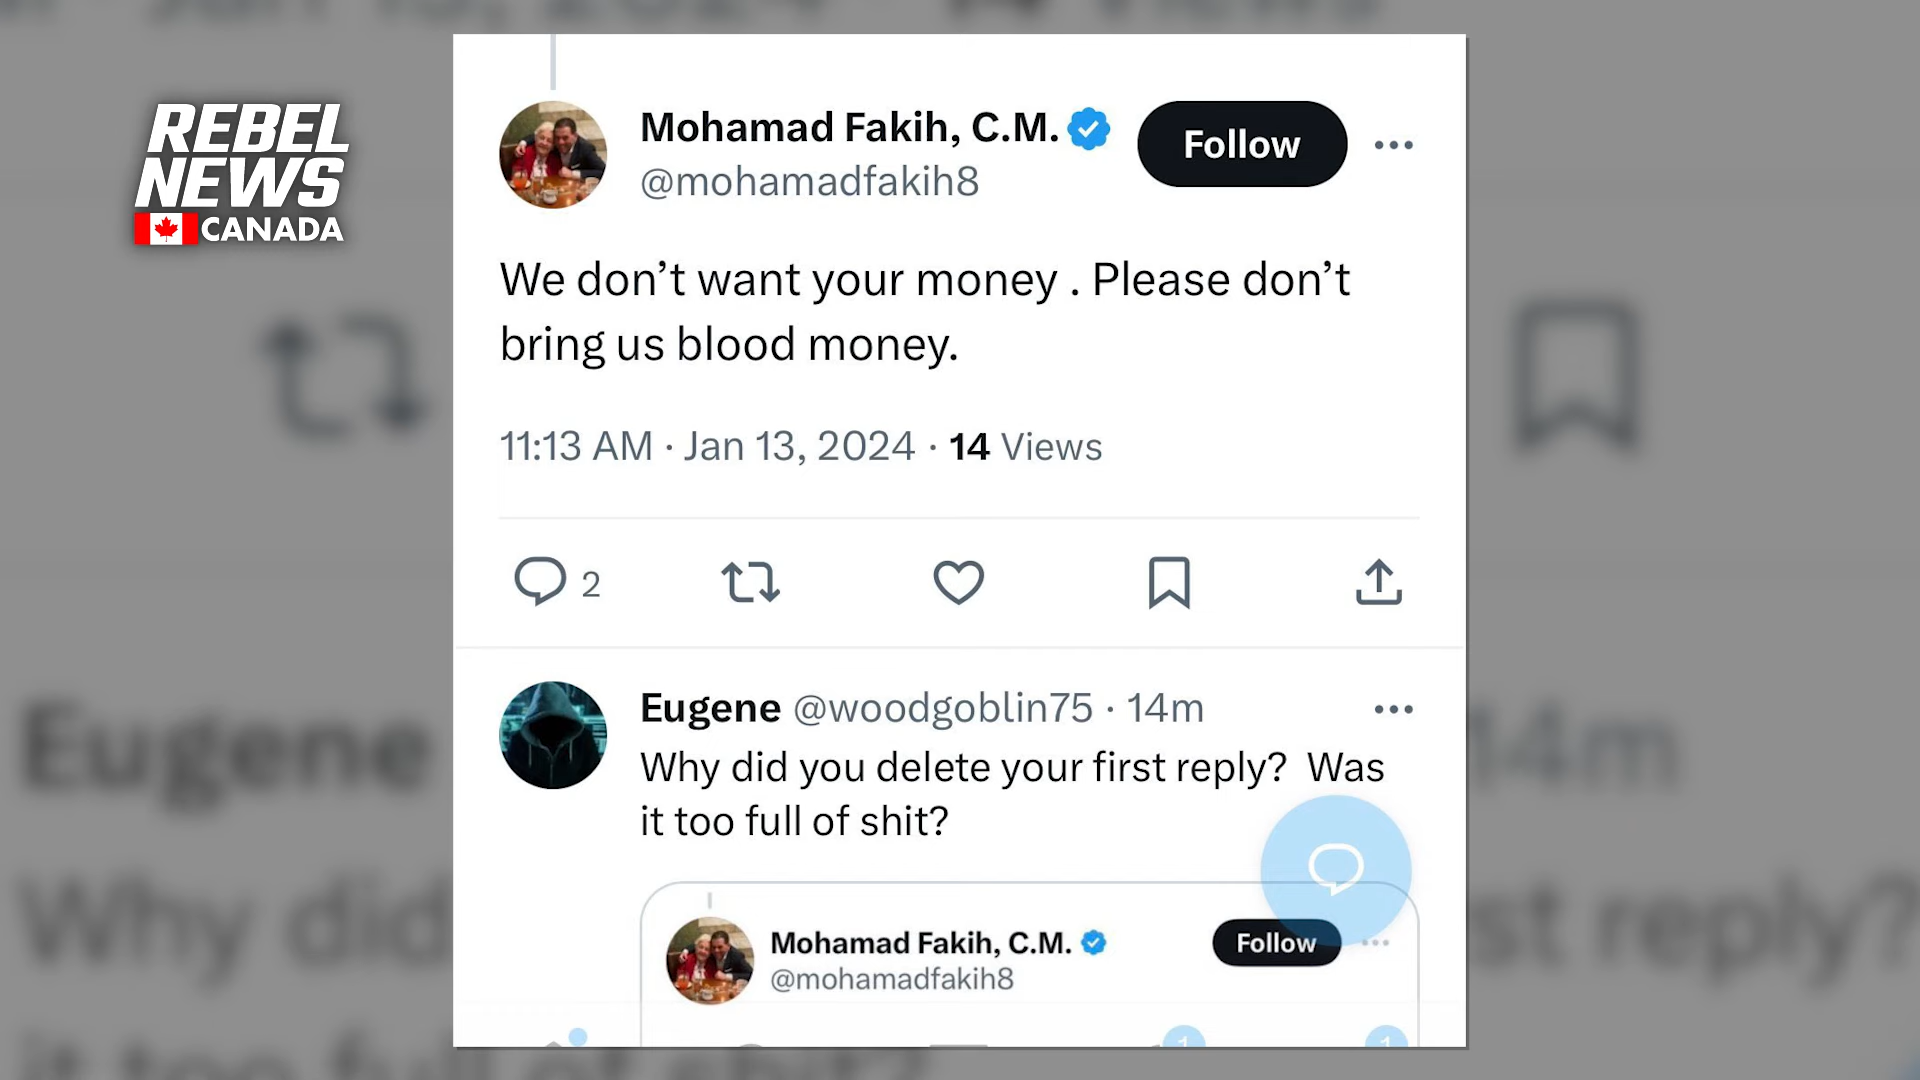 REBEL
NEWS
CANADA
Mohamad Fakih, C.M.
Follow
@mohamadfakih8
We don’t want your money . Please don’t
bring us blood money.
11:13 AM · Jan 13, 2024 · 14 Views
2
Eugene @woodgoblin75 · 14m
Why did you delete your first reply?  Was
it too full of shit?
Mohamad Fakih, C.M.
Follow
@mohamadfakih8
1
1